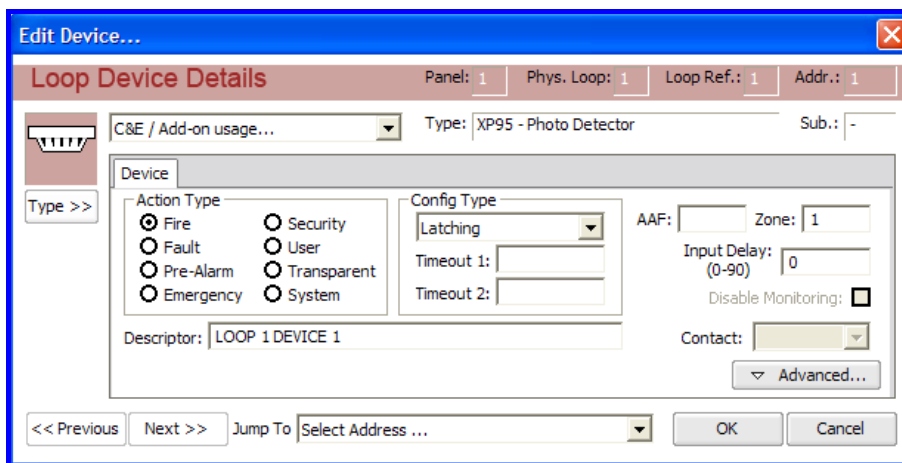 Edit Device...
Loop Device Details Panel: 1 Phys. Loop: 1 Loop Ref.: 1 Addr.: 1
C&E / Add-on usage... Type: XP95 - Photo Detector Sub.: -
Type >>
Device
Action Type
Fire Security
Fault User
Pre-Alarm Transparent
Emergency System
Config Type
Latching
Timeout 1:
Timeout 2:
AAF: Zone: 1
Input Delay: 0
(0-90)
Disable Monitoring:
Descriptor: LOOP 1 DEVICE 1 Contact:
Advanced...
<< Previous Next >> Jump To Select Address ... OK Cancel